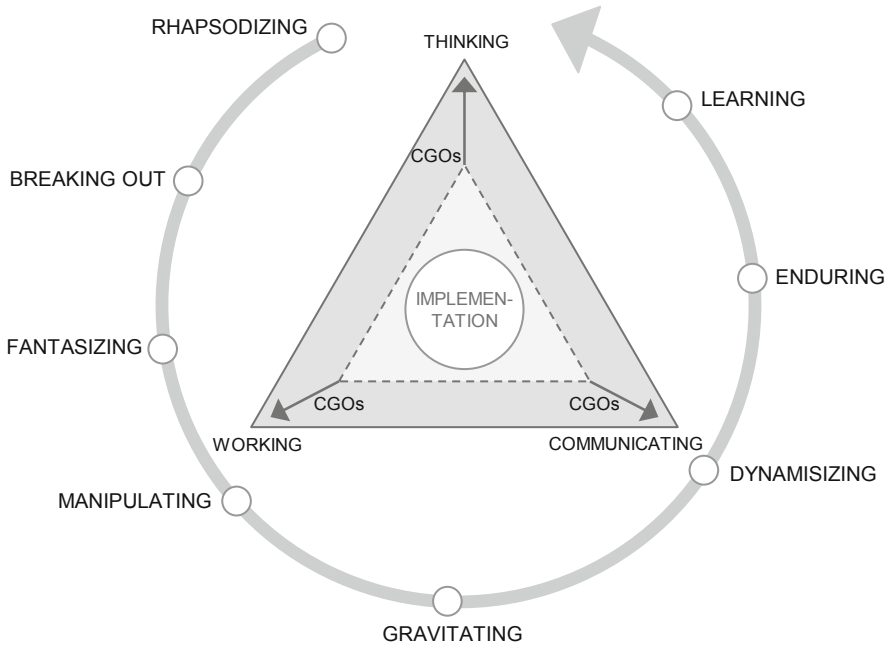 RHAPSODIZING
THINKING
LEARNING
CGOs
BREAKING OUT
ENDURING
IMPLEMEN-
TATION
FANTASIZING
CGOs
CGOs
WORKING
COMMUNICATING
DYNAMISIZING
MANIPULATING
GRAVITATING